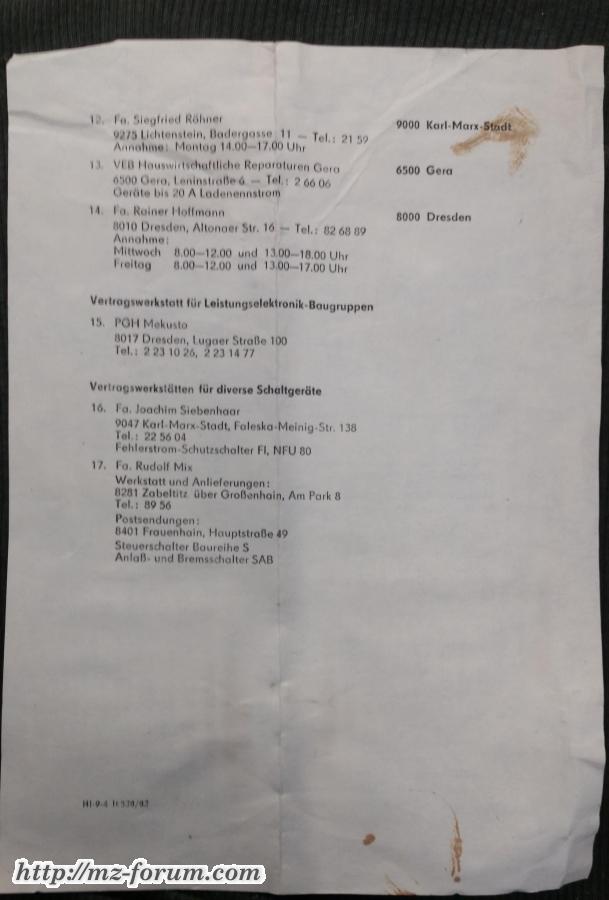 12. Fa. Siegfried Röhner 9000 Karl-Marx-Stadt
9275 Lichtenstein, Badergasse 11 — Tel.: 21 59
Annahme: Montag 14.00—17.00 Uhr
13. VEB Hauswirtschaftliche Reparaturen Gera 6500 Gera
6500 Gera, Leninstraße 6 — Tel.: 2 66 06
Geräte bis 20 A Ladenennstrom
14. Fa. Rainer Hoffmann 8000 Dresden
8010 Dresden, Altonaer Str. 16 — Tel.: 82 68 89
Annahme:
Mittwoch 8.00—12.00 und 13.00—18.00 Uhr
Freitag 8.00—12.00 und 13.00—17.00 Uhr
Vertragswerkstatt für Leistungselektronik-Baugruppen
15. PGH Mekusta
8017 Dresden, Lugaer Straße 100
Tel.: 2 23 10 26, 2 23 14 77
Vertragswerkstätten für diverse Schaltgeräte
16. Fa. Joachim Siebenhaar
9047 Karl-Marx-Stadt, Faleska-Meinig-Str. 138
Tel.: 22 56 04
Fehlerstrom-Schutzschalter FI, NFU 80
17. Fa. Rudolf Mix
Werkstatt und Anlieferungen:
8281 Zabeltitz über Großenhain, Am Park 8
Tel.: 89 56
Postsendungen:
8401 Frauenhain, Hauptstraße 49
Steuerschalter Baureihe S
Anlaß- und Bremsschalter SAB
http://mz-forum.com